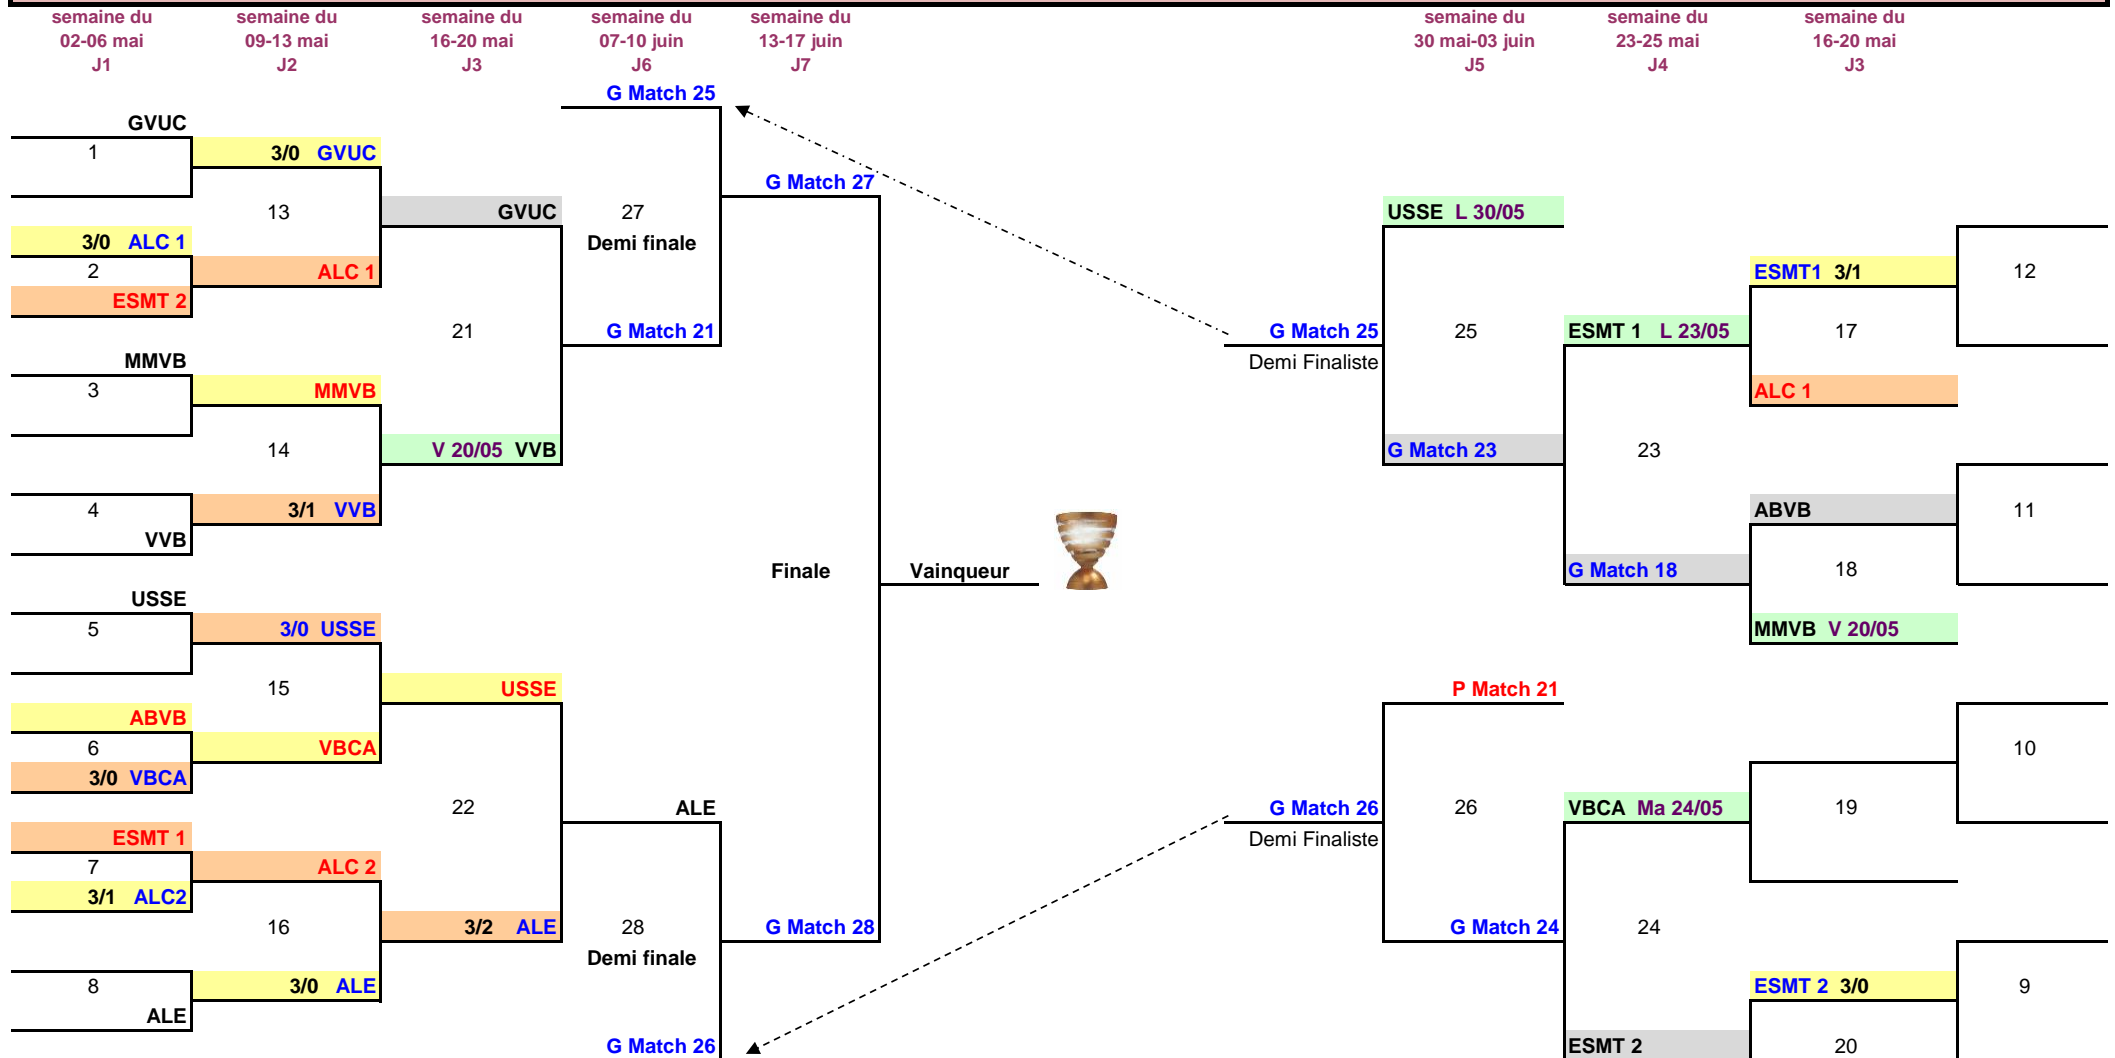 semaine du semaine du semaine du semaine du semaine du semaine du semaine du semaine du
02-06 mai 09-13 mai 16-20 mai 07-10 juin 13-17 juin 30 mai-03 juin 23-25 mai 16-20 mai
J1 J2 J3 J6 J7 J5 J4 J3
G Match 25
GVUC
1 3/0 GVUC
G Match 27
13 GVUC 27 USSE L 30/05
3/0 ALC 1 Demi finale
2 ALC 1 ESMT1 3/1 12
ESMT 2
21 G Match 21 G Match 25 25 ESMT 1 L 23/05 17
MMVB Demi Finaliste
3 MMVB ALC 1
14 V 20/05 VVB G Match 23 23
4 3/1 VVB ABVB 11
VVB
Finale Vainqueur G Match 18 18
USSE
5 3/0 USSE MMVB V 20/05
15 USSE P Match 21
ABVB
6 VBCA 10
3/0 VBCA
22 ALE G Match 26 26 VBCA Ma 24/05 19
ESMT 1 Demi Finaliste
7 ALC 2
3/1 ALC2
16 3/2 ALE 28 G Match 28 G Match 24 24
Demi finale
8 3/0 ALE ESMT 2 3/0 9
ALE
G Match 26 ESMT 2 20